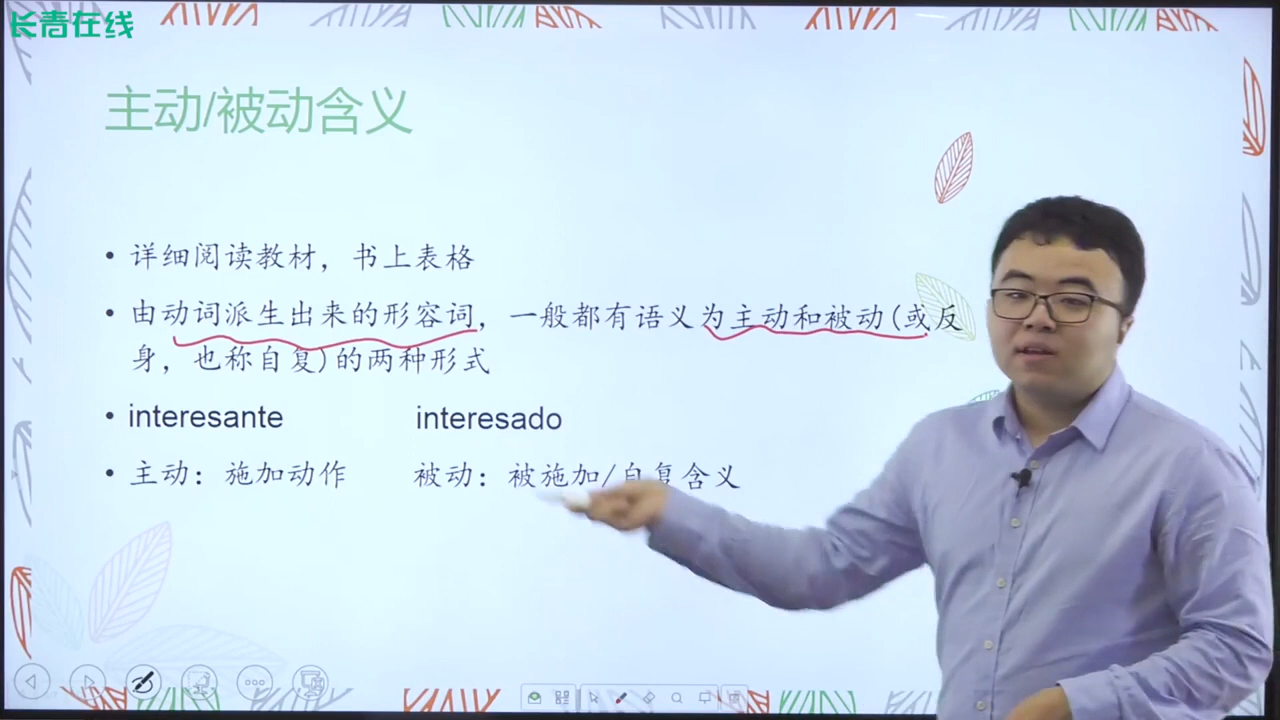 长青在线
主动/被动含义
• 详细阅读教材，书上表格
• 由动词派生出来的形容词，一般都有语义为主动和被动(或反
身，也称自复)的两种形式
• interesante interesado
• 主动：施加动作 被动：被施加/自复含义